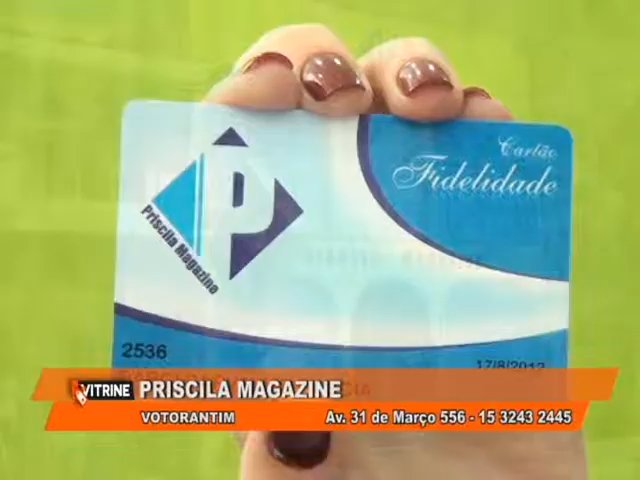 Cartão
Fidelidade
P
Priscila Magazine
2536
17/8/2012
VITRINE PRISCILA MAGAZINE
VOTORANTIM Av. 31 de Março 556 - 15 3243 2445